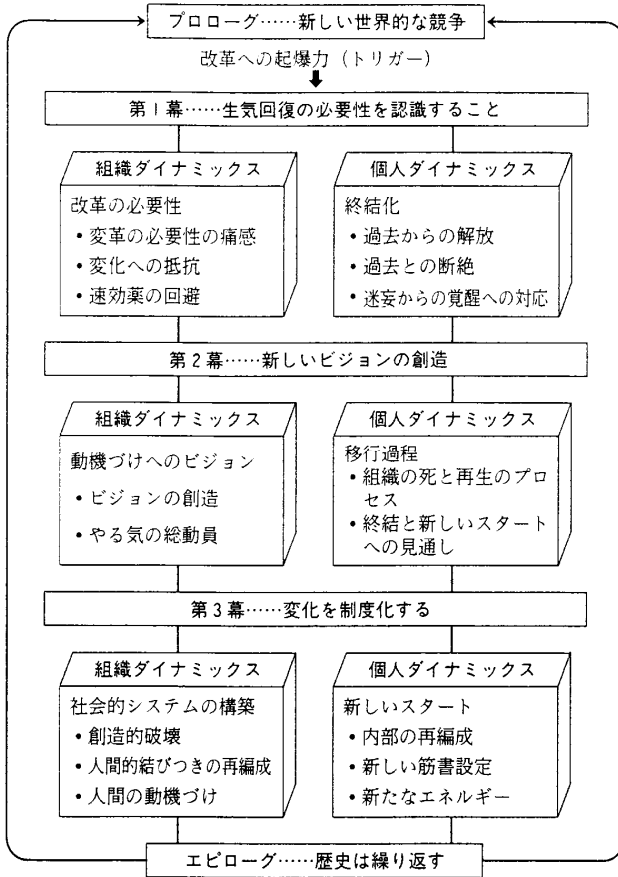 プロローグ……新しい世界的な競争
改革への起爆力（トリガー）
第1幕……生気回復の必要性を認識すること
組織ダイナミックス
改革の必要性
・変革の必要性の痛感
・変化への抵抗
・速効薬の回避
個人ダイナミックス
終結化
・過去からの解放
・過去との断絶
・迷妄からの覚醒への対応
第2幕……新しいビジョンの創造
組織ダイナミックス
動機づけへのビジョン
・ビジョンの創造
・やる気の総動員
個人ダイナミックス
移行過程
・組織の死と再生のプロ
セス
・終結と新しいスタート
への見通し
第3幕……変化を制度化する
組織ダイナミックス
社会的システムの構築
・創造的破壊
・人間的結びつきの再編成
・人間の動機づけ
個人ダイナミックス
新しいスタート
・内部の再編成
・新しい筋書設定
・新たなエネルギー
エピローグ……歴史は繰り返す